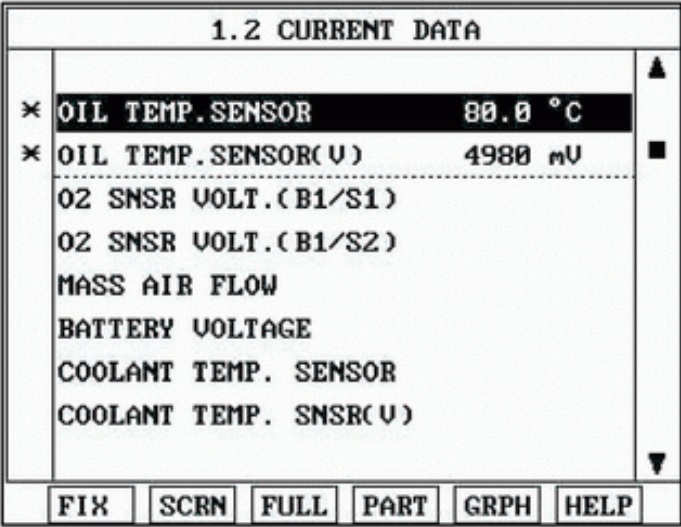 1.2 CURRENT DATA
* OIL TEMP.SENSOR 80.0 °C
* OIL TEMP.SENSOR(V) 4980 mV
O2 SNSR VOLT.(B1/S1)
O2 SNSR VOLT.(B1/S2)
MASS AIR FLOW
BATTERY VOLTAGE
COOLANT TEMP. SENSOR
COOLANT TEMP. SNSR(V)
FIX SCRN FULL PART GRPH HELP